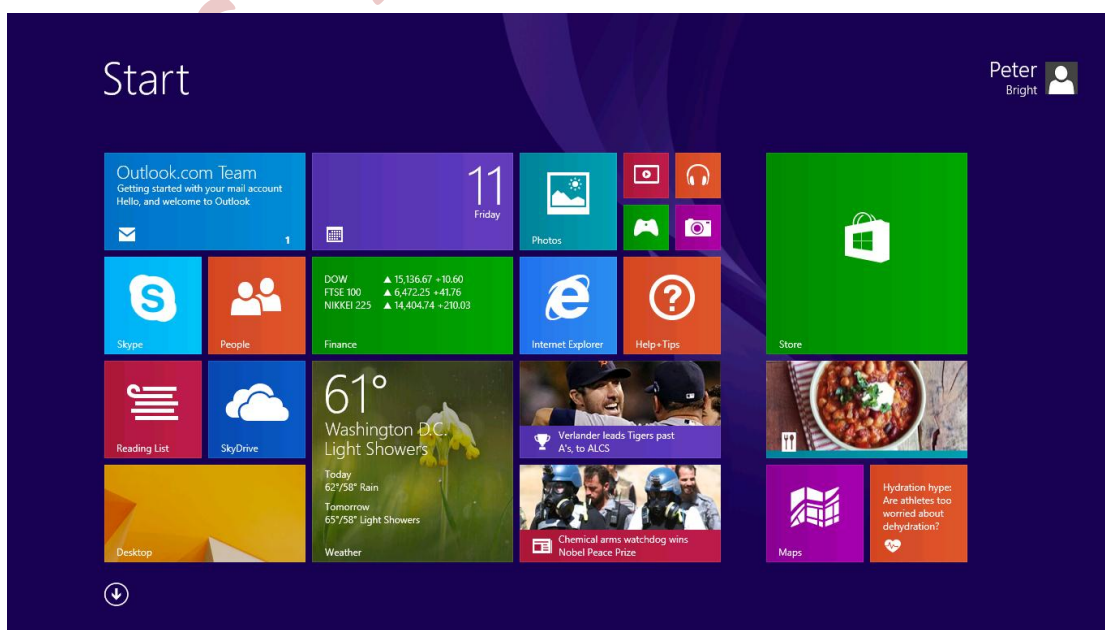 Start
Peter
Bright
Outlook.com Team
Getting started with your mail account
Hello, and welcome to Outlook
1
11
Friday
Photos
Skype
People
DOW ▲ 15,136.67 +10.60
FTSE 100 ▲ 6,472.25 +41.76
NIKKEI 225 ▲ 14,404.74 +210.03
Finance
Internet Explorer
Help+Tips
Store
Reading List
SkyDrive
61°
Washington D.C.
Light Showers
Today
62°/58° Rain
Tomorrow
65°/58° Light Showers
Weather
Verlander leads Tigers past
A's, to ALCS
Desktop
Chemical arms watchdog wins
Nobel Peace Prize
Maps
Hydration hype:
Are athletes too
worried about
dehydration?